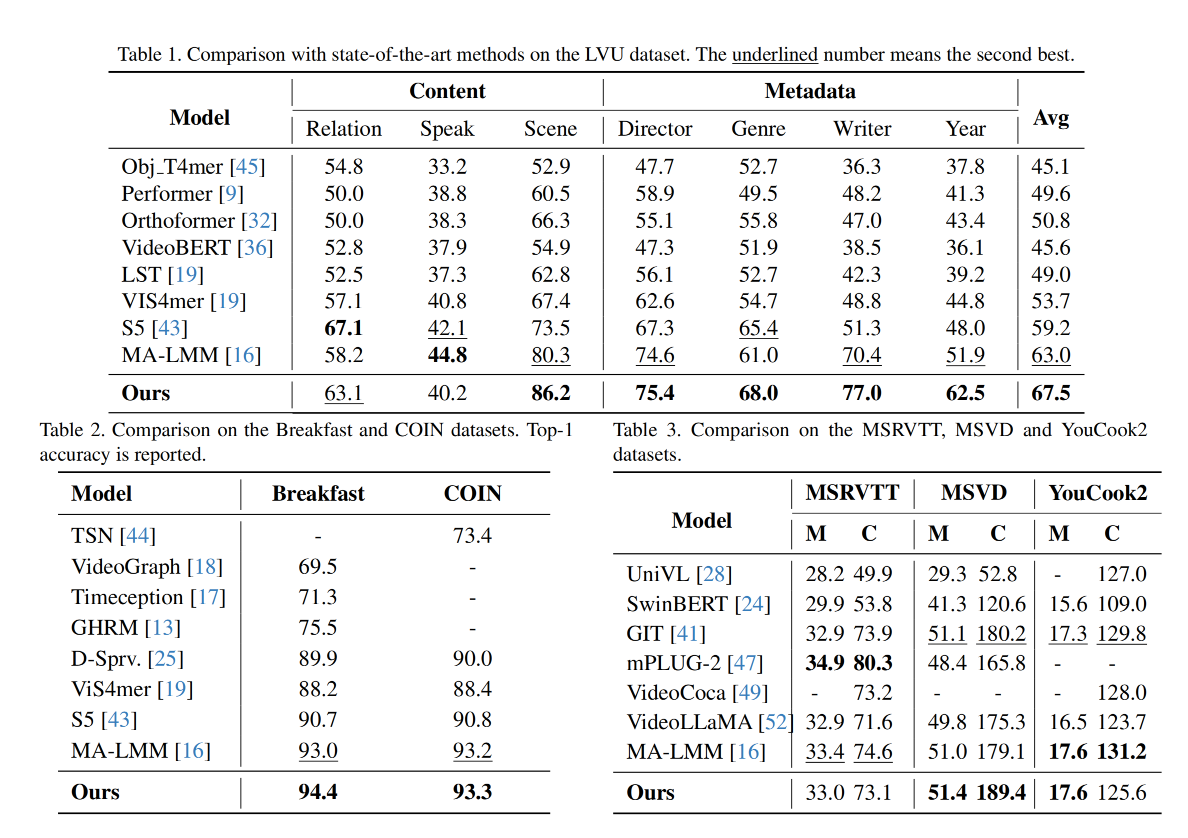 Table 1. Comparison with state-of-the-art methods on the LVU dataset. The underlined number means the second best.
Model Content Metadata Avg
Relation Speak Scene Director Genre Writer Year
Obj_T4mer [45] 54.8 33.2 52.9 47.7 52.7 36.3 37.8 45.1
Performer [9] 50.0 38.8 60.5 58.9 49.5 48.2 41.3 49.6
Orthoformer [32] 50.0 38.3 66.3 55.1 55.8 47.0 43.4 50.8
VideoBERT [36] 52.8 37.9 54.9 47.3 51.9 38.5 36.1 45.6
LST [19] 52.5 37.3 62.8 56.1 52.7 42.3 39.2 49.0
VIS4mer [19] 57.1 40.8 67.4 62.6 54.7 48.8 44.8 53.7
S5 [43] 67.1 42.1 73.5 67.3 65.4 51.3 48.0 59.2
MA-LMM [16] 58.2 44.8 80.3 74.6 61.0 70.4 51.9 63.0
Ours 63.1 40.2 86.2 75.4 68.0 77.0 62.5 67.5
Table 2. Comparison on the Breakfast and COIN datasets. Top-1
accuracy is reported.
Model Breakfast COIN
TSN [44] - 73.4
VideoGraph [18] 69.5 -
Timeception [17] 71.3 -
GHRM [13] 75.5 -
D-Sprv. [25] 89.9 90.0
ViS4mer [19] 88.2 88.4
S5 [43] 90.7 90.8
MA-LMM [16] 93.0 93.2
Ours 94.4 93.3
Table 3. Comparison on the MSRVTT, MSVD and YouCook2
datasets.
Model MSRVTT MSVD YouCook2
M C M C M C
UniVL [28] 28.2 49.9 29.3 52.8 - 127.0
SwinBERT [24] 29.9 53.8 41.3 120.6 15.6 109.0
GIT [41] 32.9 73.9 51.1 180.2 17.3 129.8
mPLUG-2 [47] 34.9 80.3 48.4 165.8 - -
VideoCoca [49] - 73.2 - - - 128.0
VideoLLaMA [52] 32.9 71.6 49.8 175.3 16.5 123.7
MA-LMM [16] 33.4 74.6 51.0 179.1 17.6 131.2
Ours 33.0 73.1 51.4 189.4 17.6 125.6